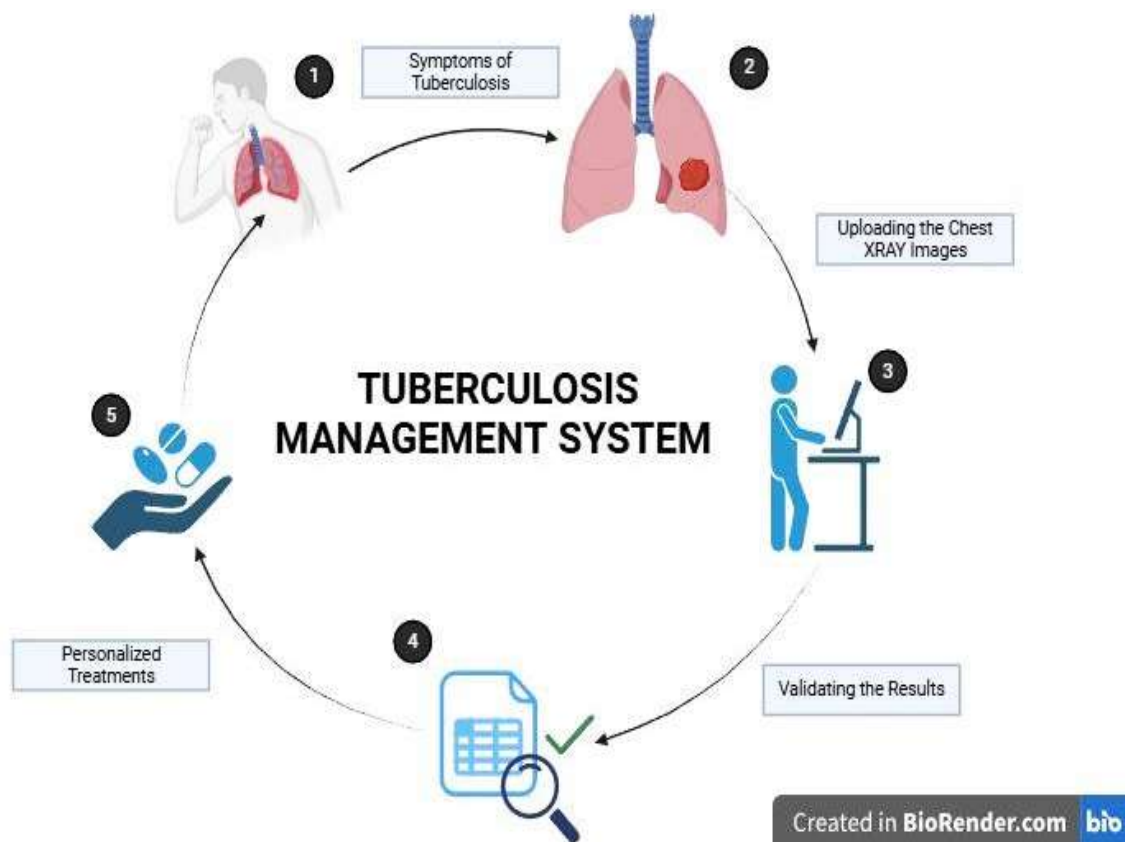 1
Symptoms of
Tuberculosis
2
Uploading the Chest
XRAY Images
TUBERCULOSIS
MANAGEMENT SYSTEM
3
5
4
Personalized
Treatments
Validating the Results
Created in BioRender.com bio